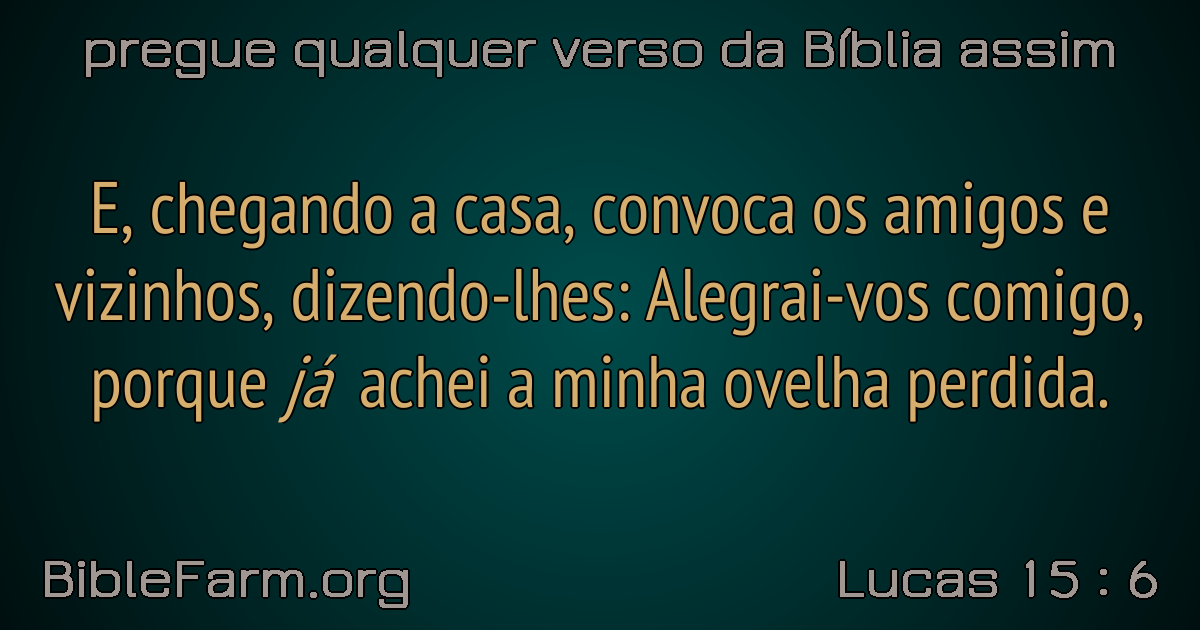 pregue qualquer verso da Bíblia assim
E, chegando a casa, convoca os amigos e
vizinhos, dizendo-lhes: Alegrai-vos comigo,
porque já achei a minha ovelha perdida.
BibleFarm.org
Lucas 15 : 6